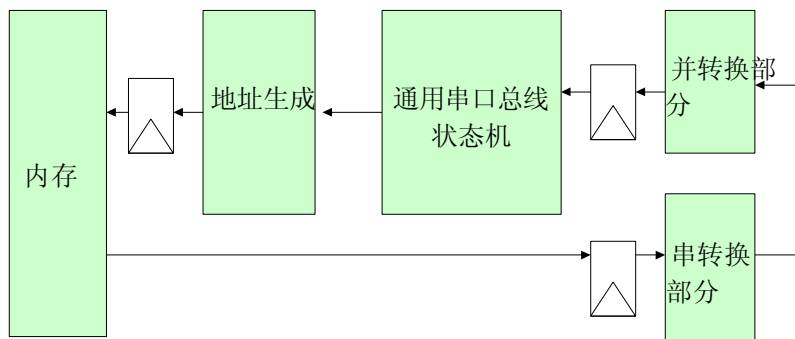 内存
地址生成
通用串口总线
状态机
并转换部
分
串转换
部分